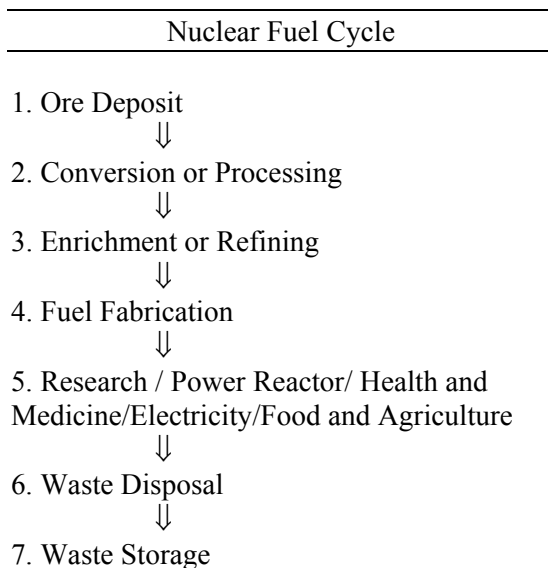 Nuclear Fuel Cycle
1. Ore Deposit
⇓
2. Conversion or Processing
⇓
3. Enrichment or Refining
⇓
4. Fuel Fabrication
⇓
5. Research / Power Reactor/ Health and
Medicine/Electricity/Food and Agriculture
⇓
6. Waste Disposal
⇓
7. Waste Storage